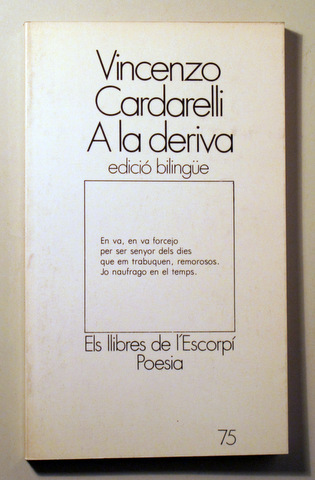 Vincenzo
Cardarelli
A la deriva
edició bilingüe
En va, en va forcejo
per ser senyor dels dies
que em trabuquen, remorosos.
Jo naufrago en el temps.
Els llibres de l'Escorpí
Poesia
75